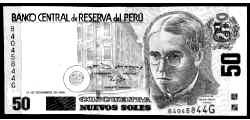 BANCO CENTRAL DE RESERVA DEL PERÚ
50
B4045844G
50
CINCUENTA
NUEVOS SOLES
B4045844G